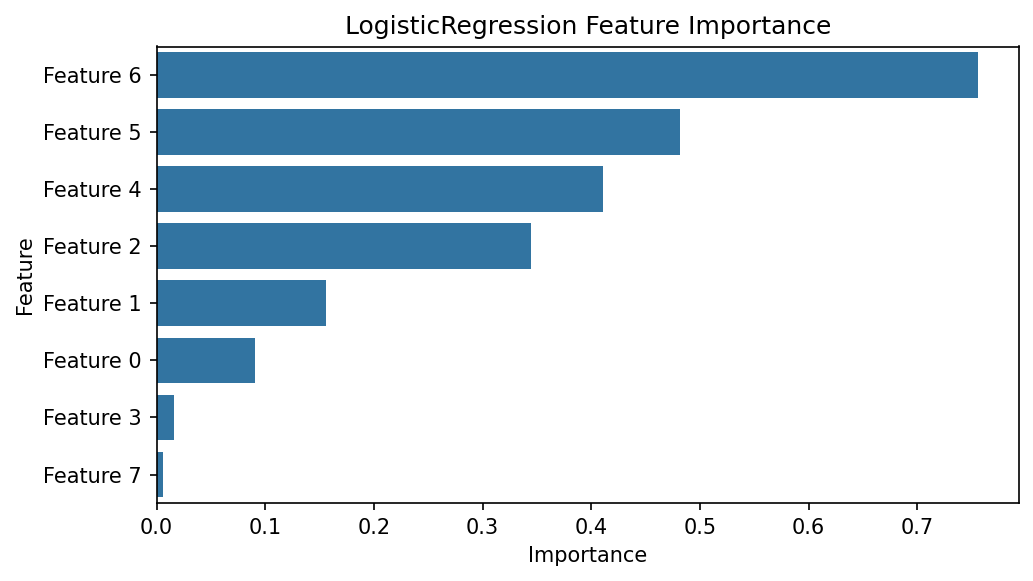 LogisticRegression Feature Importance
Feature
Feature 6
Feature 5
Feature 4
Feature 2
Feature 1
Feature 0
Feature 3
Feature 7
0.0 0.1 0.2 0.3 0.4 0.5 0.6 0.7
Importance